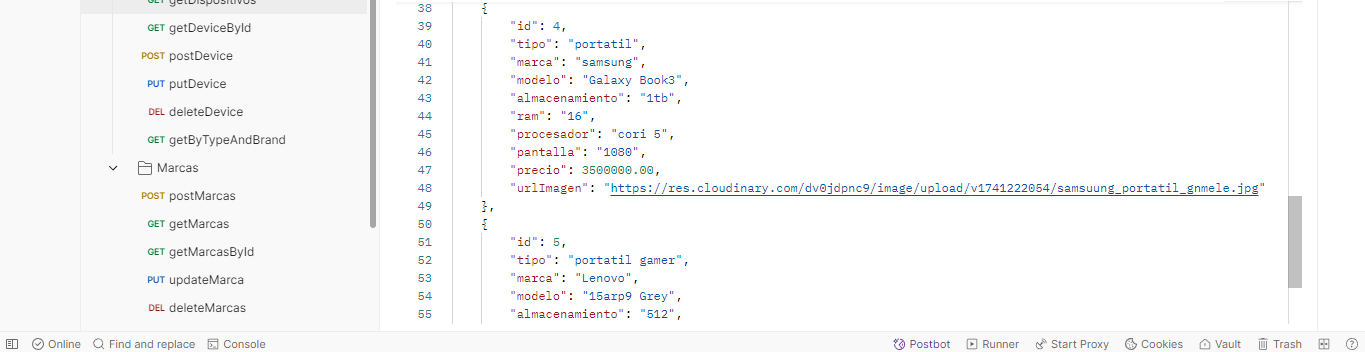 GET getDispositivos
GET getDeviceById
POST postDevice
PUT putDevice
DEL deleteDevice
GET getByTypeAndBrand
Marcas
POST postMarcas
GET getMarcas
GET getMarcasById
PUT updateMarca
DEL deleteMarcas
38 {
39 "id": 4,
40 "tipo": "portatil",
41 "marca": "samsung",
42 "modelo": "Galaxy Book3",
43 "almacenamiento": "1tb",
44 "ram": "16",
45 "procesador": "cori 5",
46 "pantalla": "1080",
47 "precio": 3500000.00,
48 "urlImagen": "https://res.cloudinary.com/dv0jdpnc9/image/upload/v1741222054/samsuung_portatil_gnmele.jpg"
49 },
50 {
51 "id": 5,
52 "tipo": "portatil gamer",
53 "marca": "Lenovo",
54 "modelo": "15arp9 Grey",
55 "almacenamiento": "512",
Online Find and replace Console Postbot Runner Start Proxy Cookies Vault Trash